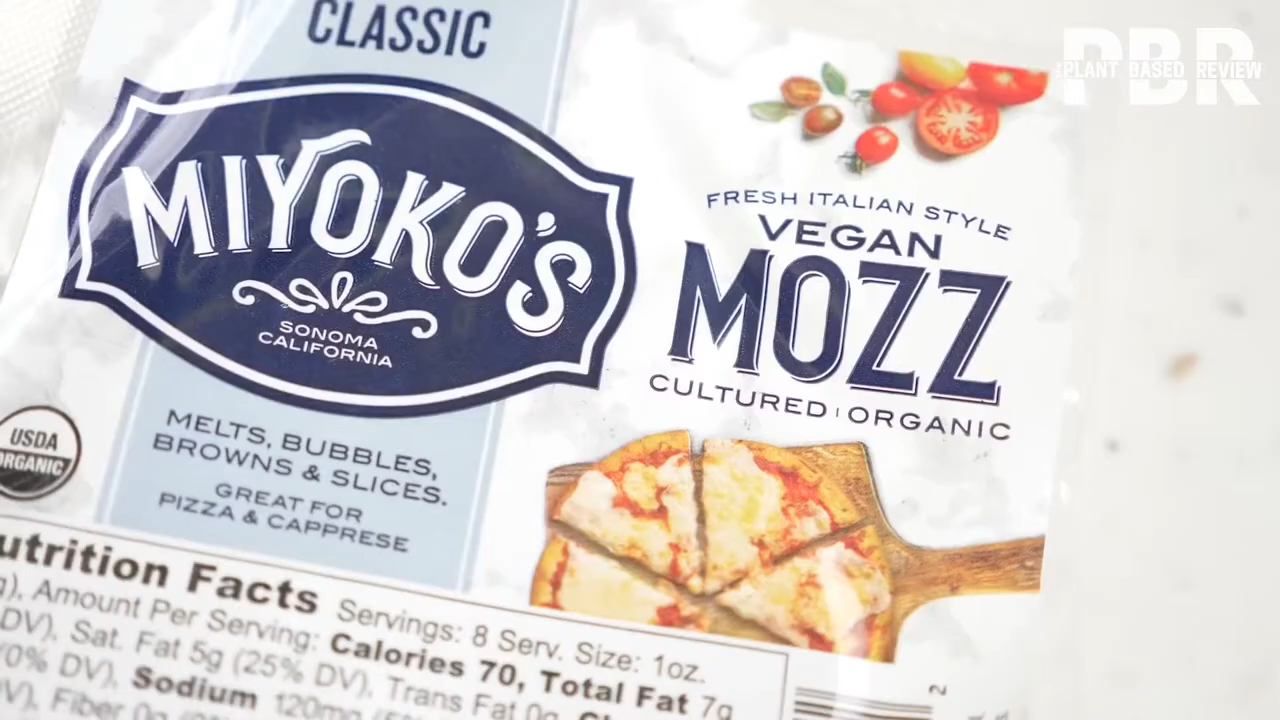 CLASSIC
MIYOKO'S
SONOMA
CALIFORNIA
MELTS, BUBBLES,
BROWNS & SLICES.
GREAT FOR
PIZZA & CAPPRESE
USDA
ORGANIC
FRESH ITALIAN STYLE
VEGAN
MOZZ
CULTURED | ORGANIC
utrition Facts Servings: 8 Serv. Size: 1oz.
g), Amount Per Serving: Calories 70, Total Fat 7g
DV), Sat. Fat 5g (25% DV), Trans Fat 0g,
0% DV), Sodium 120mg
V), Fiber 0g
2
PBR
THE PLANT BASED REVIEW